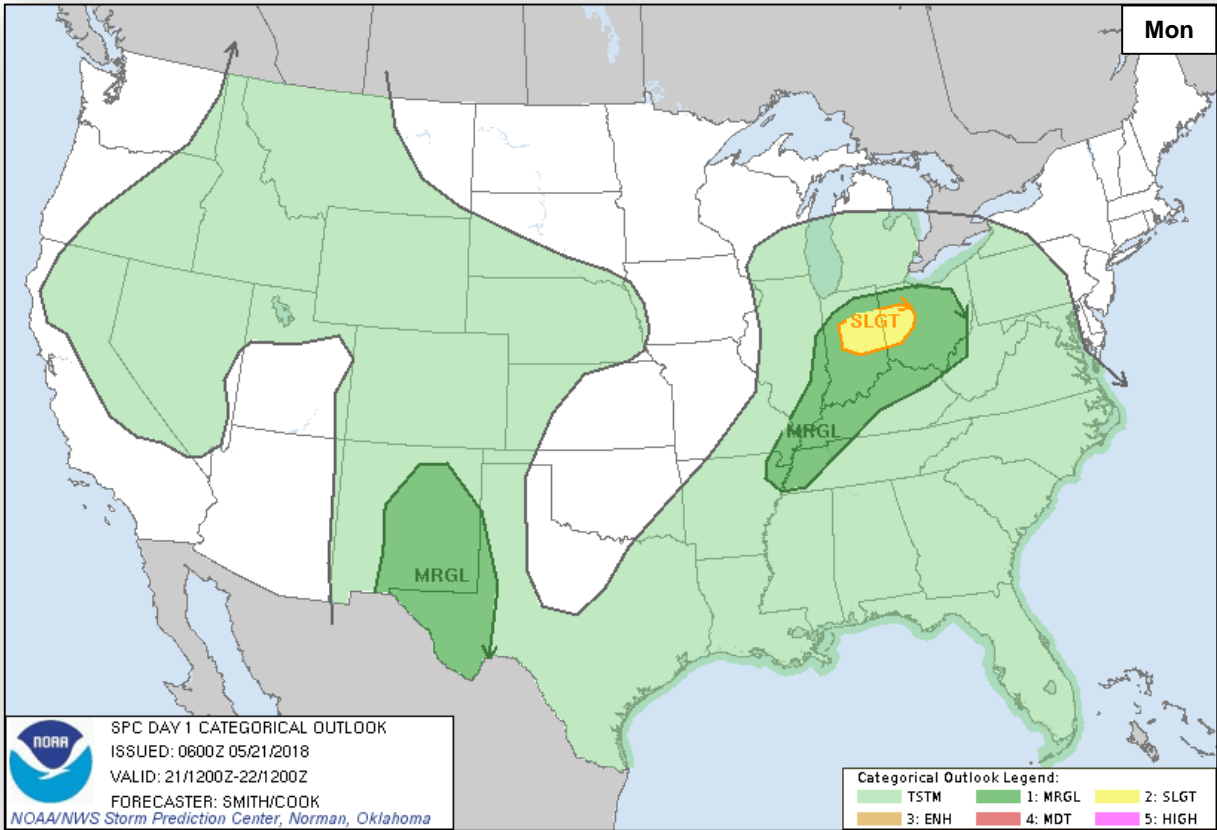 Mon
SLGT
MRGL
MRGL
NOAA
SPC DAY 1 CATEGORICAL OUTLOOK
ISSUED: 0600Z 05/21/2018
VALID: 21/1200Z-22/1200Z
FORECASTER: SMITH/COOK
NOAA/NWS Storm Prediction Center, Norman, Oklahoma
Categorical Outlook Legend:
TSTM 1: MRGL 2: SLGT
3: ENH 4: MDT 5: HIGH